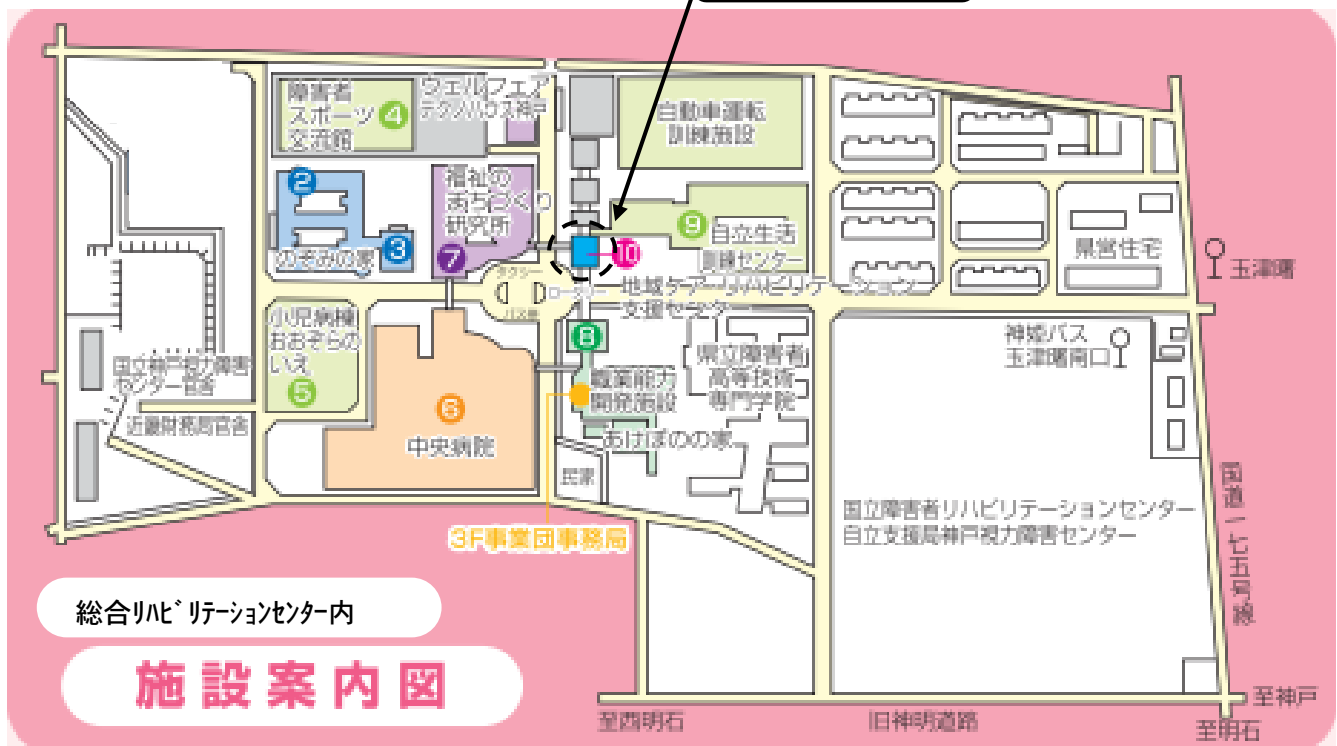 障害者
スポーツ
交流館
4
ウェルフェア
テクノハウス神戸
自動車運転
訓練施設
2
のぞみの家
3
福祉の
まちづくり
研究所
7
9
自立生活
訓練センター
10
地域ケア・リハビリテーション
支援センター
タクシー
ロータリー
バス停
県営住宅
玉津曙
神姫バス
玉津曙南口
小児病棟
おおぞらの
いえ
5
国立神戸視力障害
センター官舎
近畿財務局官舎
6
中央病院
8
職業能力
開発施設
県立障害者
高等技術
専門学院
あけぼのの家
民家
3F事業団事務局
国立障害者リハビリテーションセンター
自立支援局神戸視力障害センター
国道一七五号線
総合リハビリテーションセンター内
施設案内図
至西明石
旧神明道路
至神戸
至明石